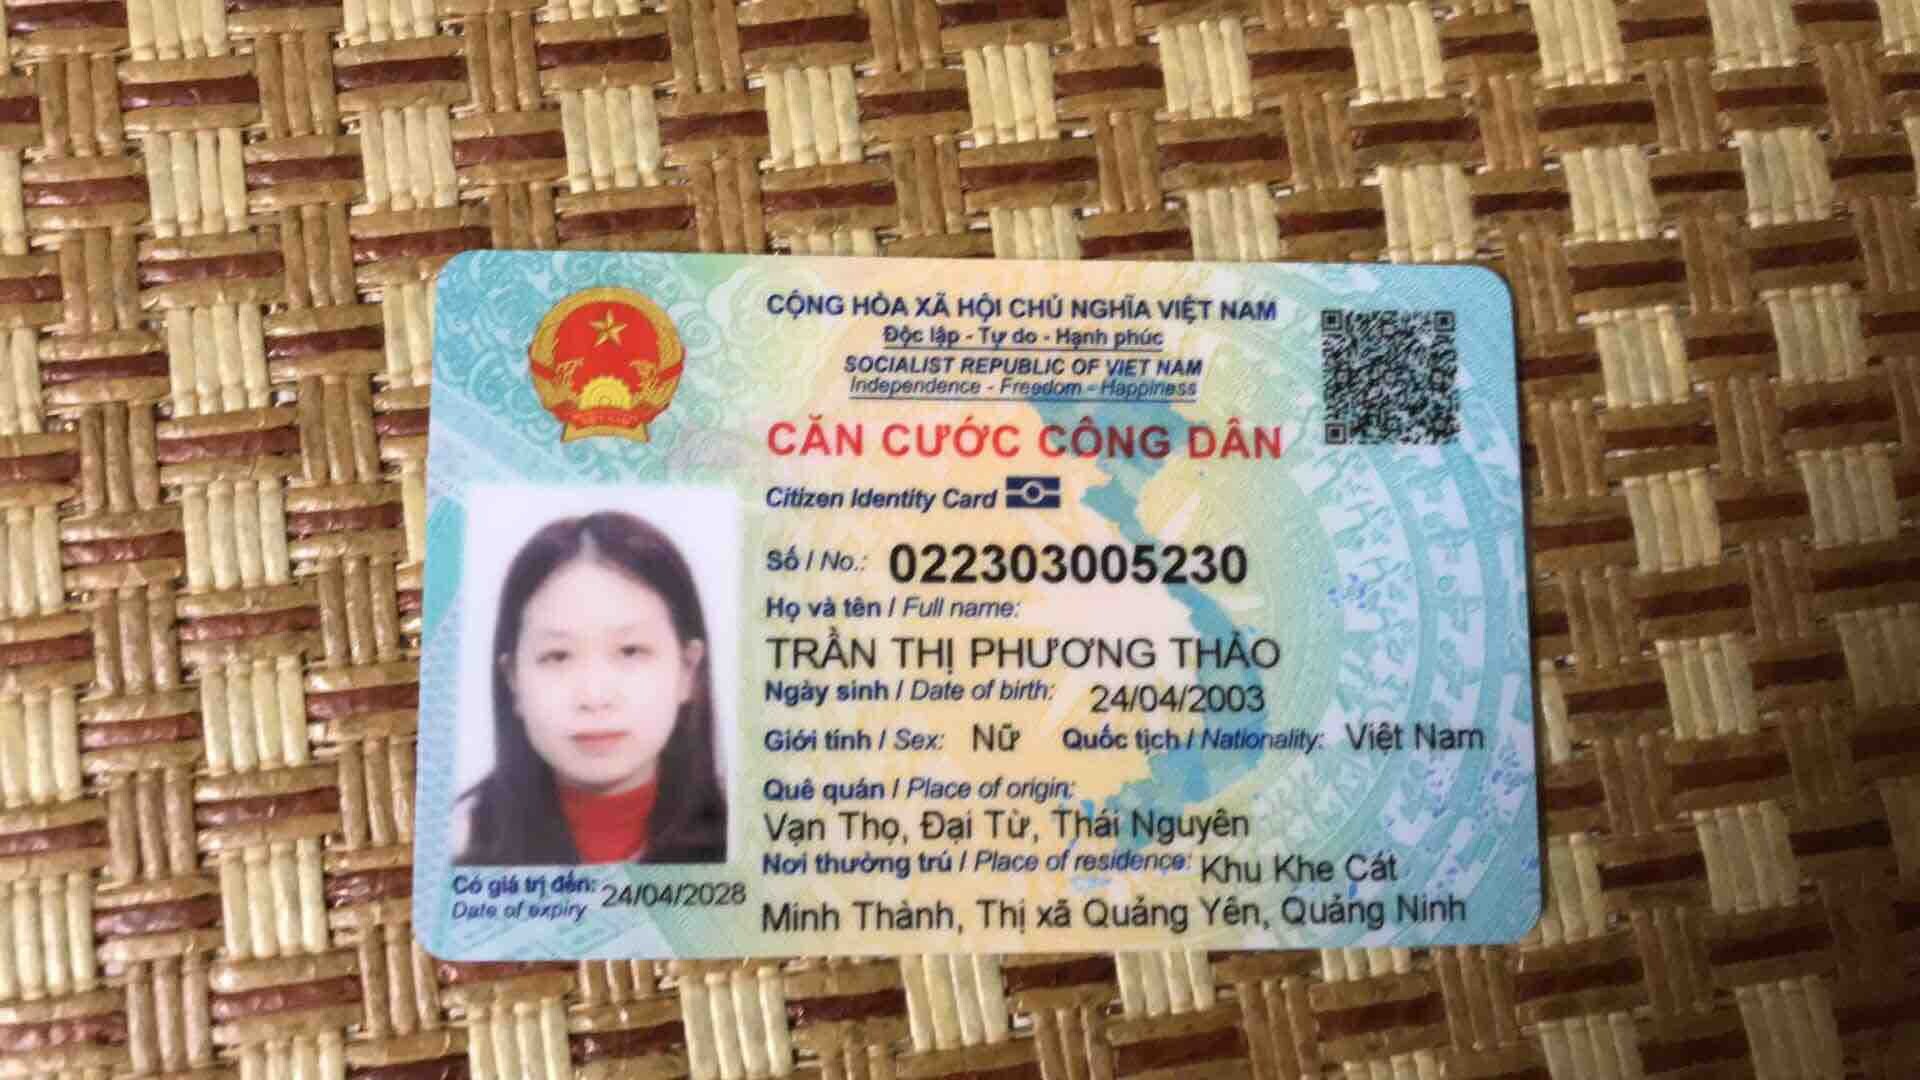 CỘNG HÒA XÃ HỘI CHỦ NGHĨA VIỆT NAM
Độc lập - Tự do - Hạnh phúc
SOCIALIST REPUBLIC OF VIET NAM
Independence - Freedom - Happiness
CĂN CƯỚC CÔNG DÂN
Citizen Identity Card
Số / No.: 022303005230
Họ và tên / Full name:
TRẦN THỊ PHƯƠNG THẢO
Ngày sinh / Date of birth: 24/04/2003
Giới tính / Sex: Nữ Quốc tịch / Nationality: Việt Nam
Quê quán / Place of origin:
Vạn Thọ, Đại Từ, Thái Nguyên
Nơi thường trú / Place of residence: Khu Khe Cát
Minh Thành, Thị xã Quảng Yên, Quảng Ninh
Có giá trị đến: 24/04/2028
Date of expiry